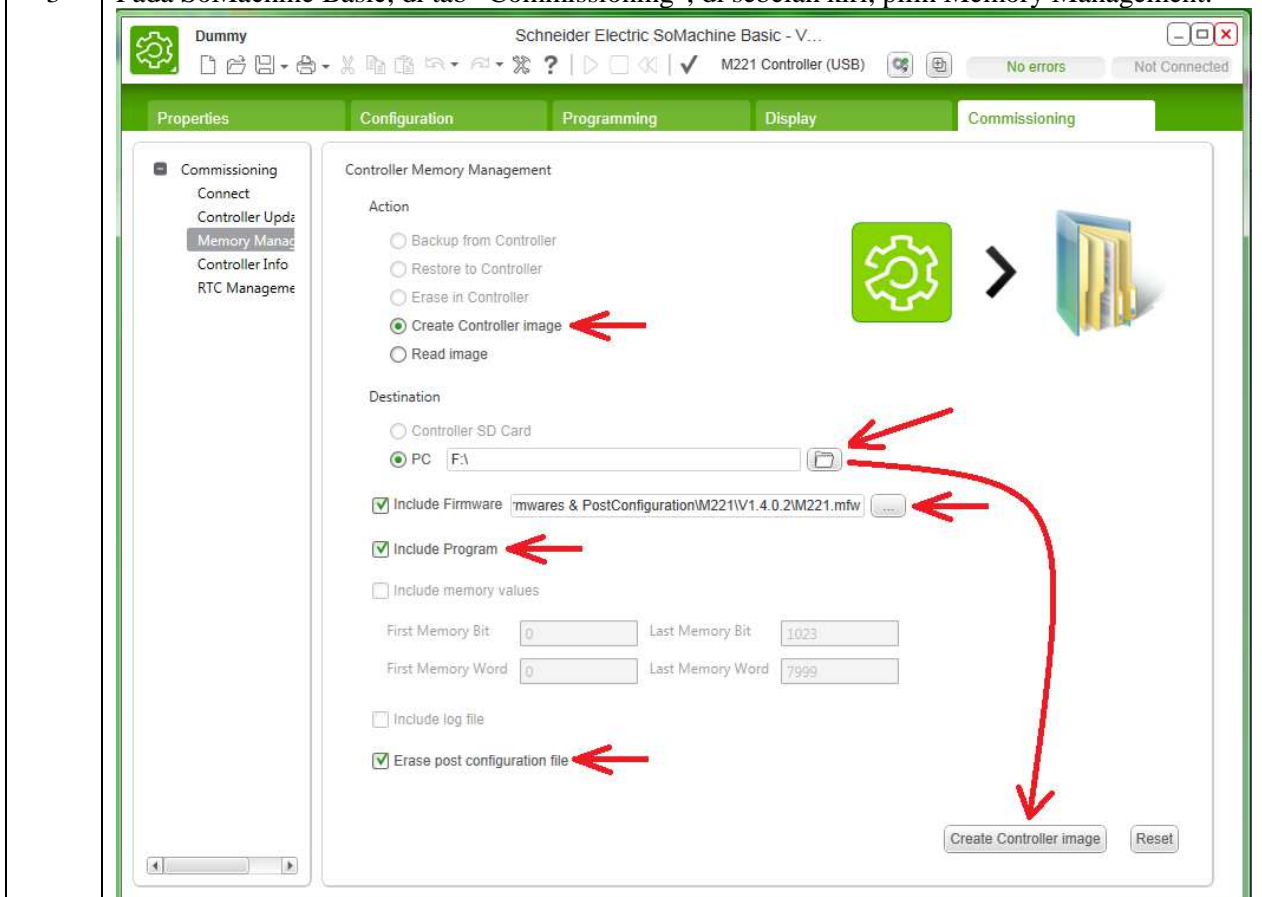 Pada SoMachine Basic, di tab "Commissioning", di sebelah kiri, pilih Memory Management.
Dummy
Schneider Electric SoMachine Basic - V...
M221 Controller (USB)
No errors
Not Connected
Properties
Configuration
Programming
Display
Commissioning
Commissioning
Connect
Controller Upda
Memory Manag
Controller Info
RTC Manageme
Controller Memory Management
Action
Backup from Controller
Restore to Controller
Erase in Controller
Create Controller image
Read image
Destination
Controller SD Card
PC F:\
Include Firmware rmwares & PostConfiguration\M221\V1.4.0.2\M221.mfw ...
Include Program
Include memory values
First Memory Bit 0 Last Memory Bit 1023
First Memory Word 0 Last Memory Word 7999
Include log file
Erase post configuration file
Create Controller image Reset